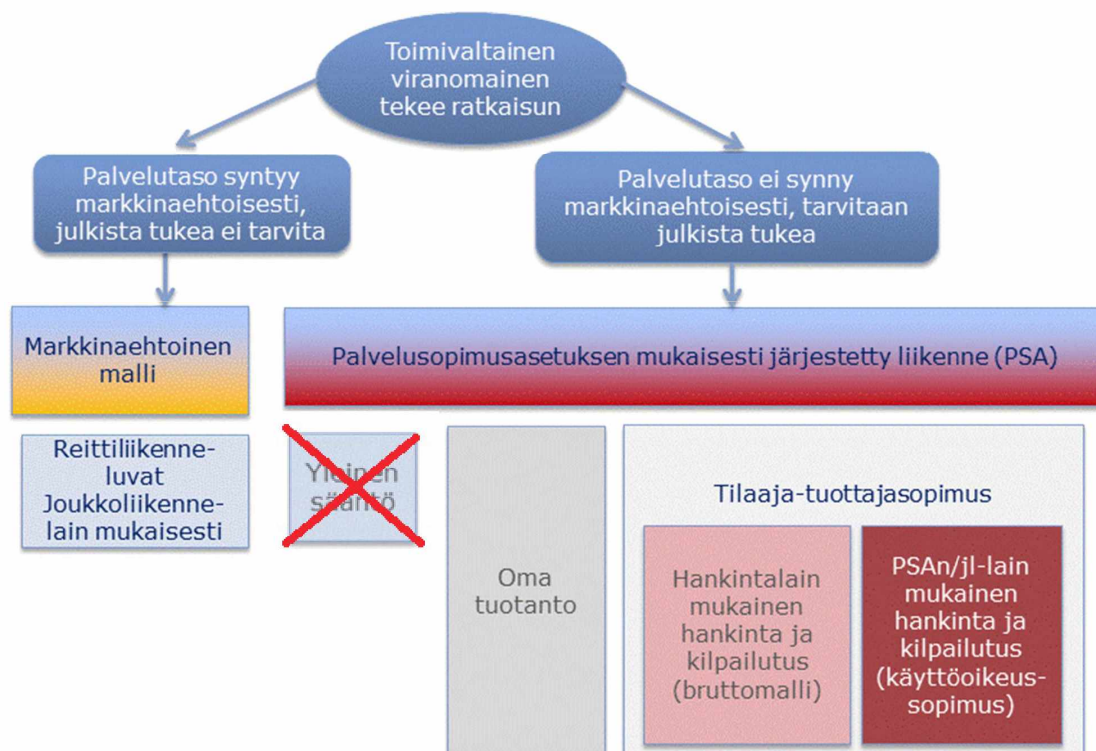 Toimivaltainen
viranomainen
tekee ratkaisun
Palvelutaso syntyy
markkinaehtoisesti,
julkista tukea ei tarvita
Palvelutaso ei synny
markkinaehtoisesti, tarvitaan
julkista tukea
Markkinaehtoinen
malli
Palvelusopimusasetuksen mukaisesti järjestetty liikenne (PSA)
Reittiliikenne-
luvat
Joukkoliikenne-
lain mukaisesti
Yleinen
sääntö
Oma
tuotanto
Tilaaja-tuottajasopimus
Hankintalain
mukainen
hankinta ja
kilpailutus
(bruttomalli)
PSAn/jl-lain
mukainen
hankinta ja
kilpailutus
(käyttöoikeus-
sopimus)